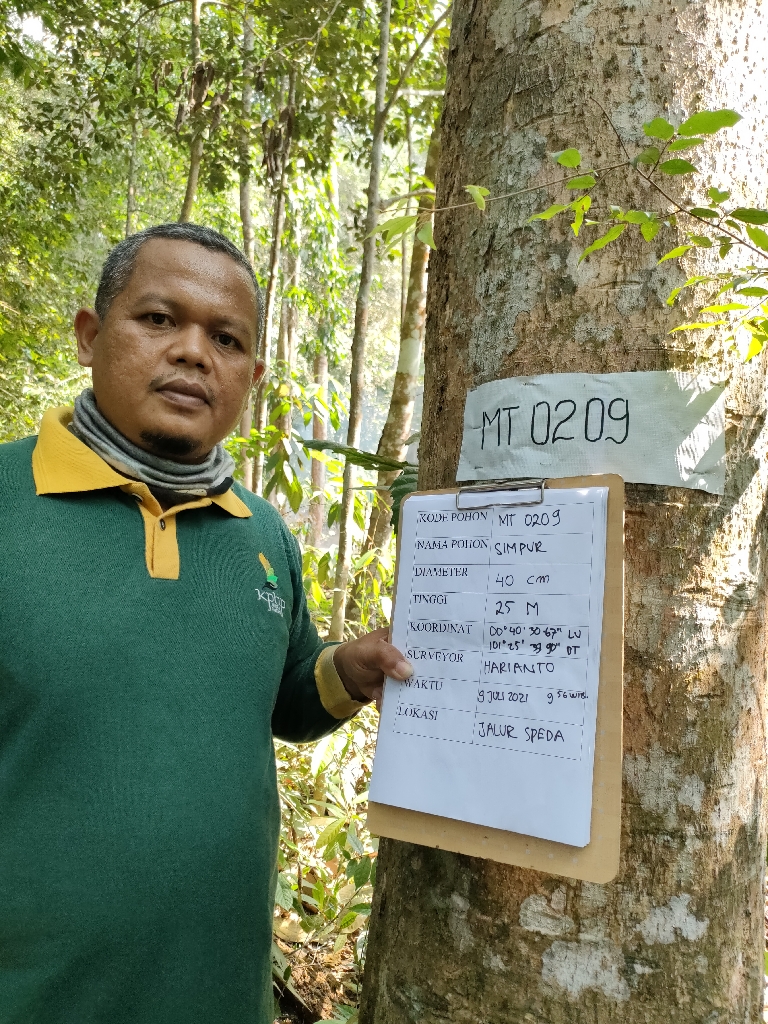 MT 0209
KODE POHON MT 0209
NAMA POHON SIMPUR
DIAMETER 40 cm
TINGGI 25 M
KOORDINAT 00° 40' 30.67" LU
101° 25' 39.90" BT
SURVEYOR HARIANTO
WAKTU 9 JULI 2021 9 56 WIB.
LOKASI JALUR SPEDA
kphp